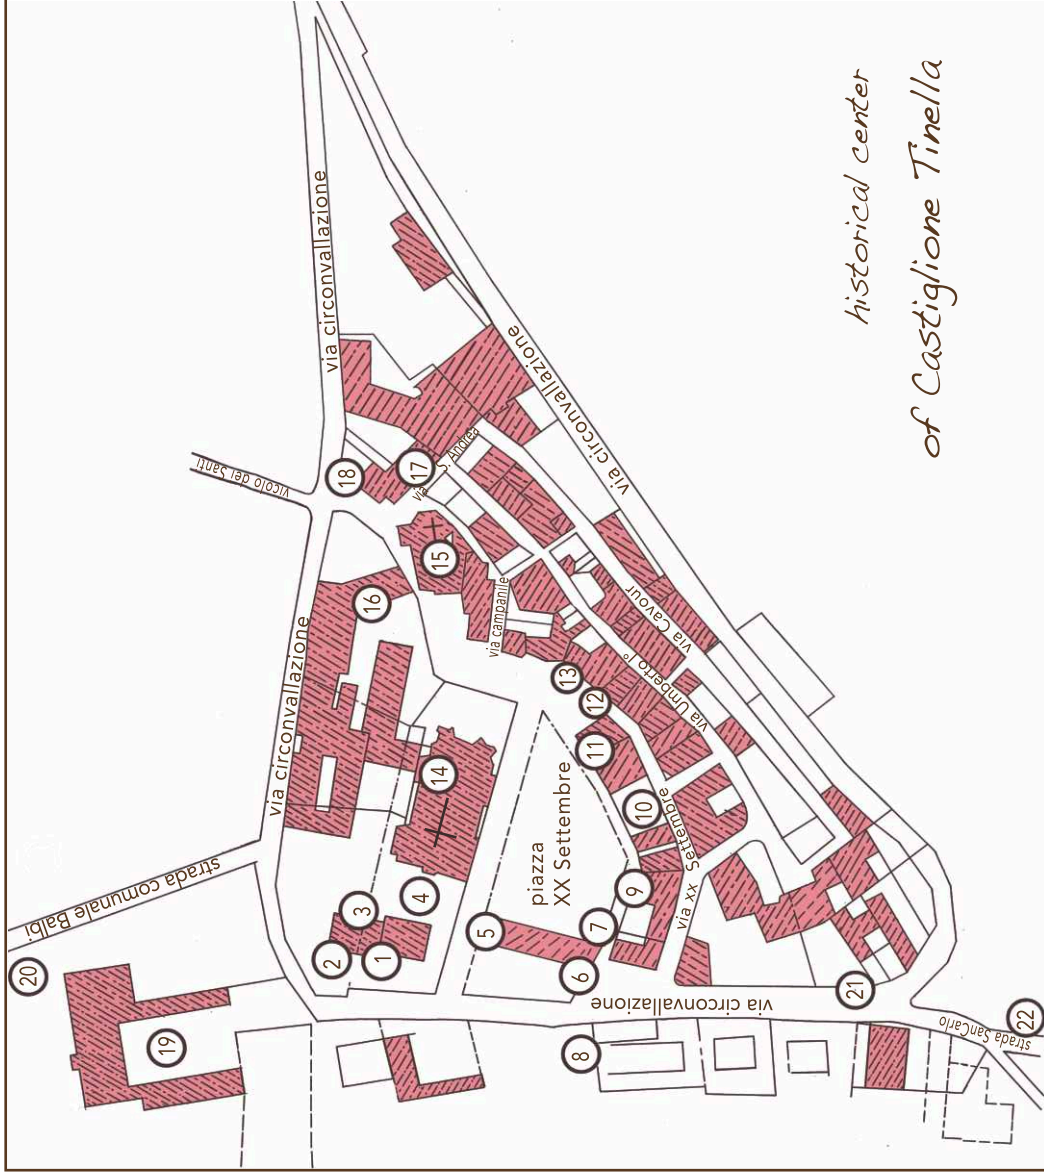 historical center
of Castiglione Tinella
via circonvallazione
via circonvallazione
via circonvallazione
via circonvallazione
vicolo dei Santi
strada comunale Balbi
via S. Andrea
via campanile
via Cavour
via Umberto I°
via xx Settembre
piazza
XX Settembre
strada SanCarlo
1
2
3
4
5
6
7
8
9
10
11
12
13
14
15
16
17
18
19
20
21
22